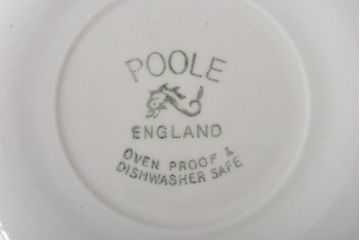 POOLE
ENGLAND
OVEN PROOF &
DISHWASHER SAFE